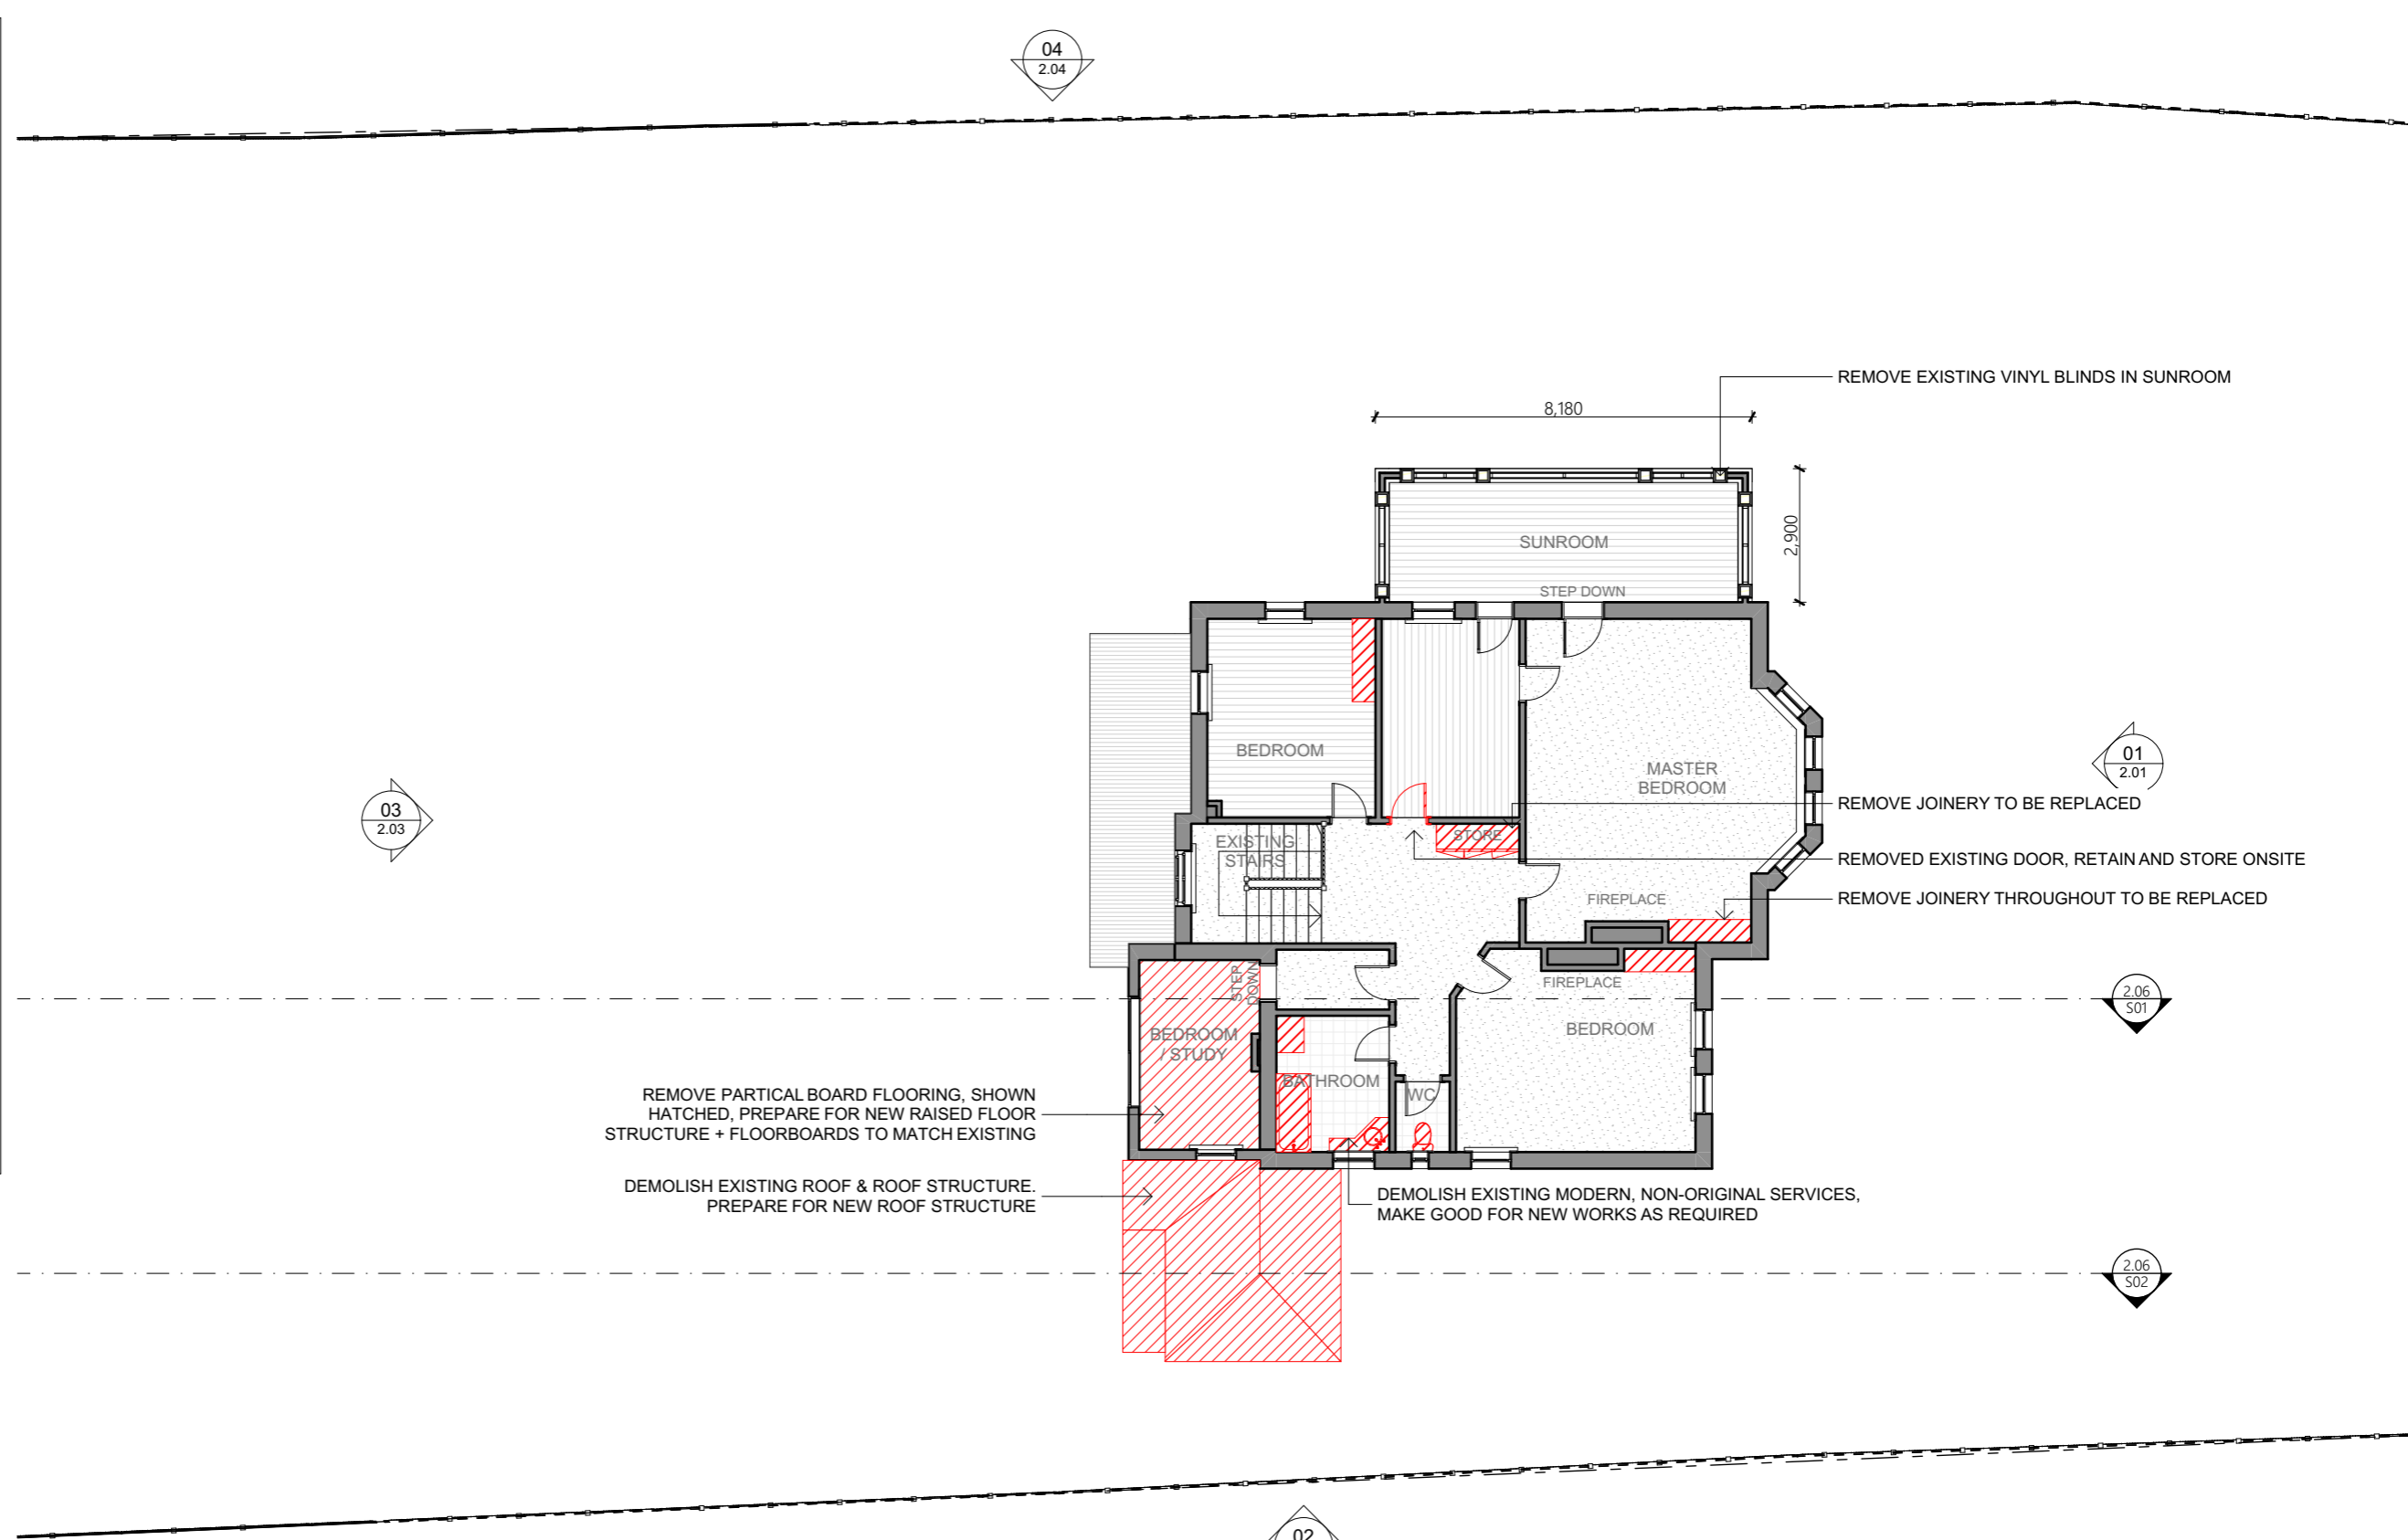 04
2.04
REMOVE EXISTING VINYL BLINDS IN SUNROOM
8,180
2,900
SUNROOM
STEP DOWN
BEDROOM
MASTER
BEDROOM
01
2.01
03
2.03
REMOVE JOINERY TO BE REPLACED
STORE
EXISTING
STAIRS
REMOVED EXISTING DOOR, RETAIN AND STORE ONSITE
FIREPLACE
REMOVE JOINERY THROUGHOUT TO BE REPLACED
STEP
DOWN
FIREPLACE
2.06
S01
BEDROOM
/ STUDY
BEDROOM
BATHROOM
WC
REMOVE PARTICAL BOARD FLOORING, SHOWN
HATCHED, PREPARE FOR NEW RAISED FLOOR
STRUCTURE + FLOORBOARDS TO MATCH EXISTING
DEMOLISH EXISTING ROOF & ROOF STRUCTURE.
PREPARE FOR NEW ROOF STRUCTURE
DEMOLISH EXISTING MODERN, NON-ORIGINAL SERVICES,
MAKE GOOD FOR NEW WORKS AS REQUIRED
2.06
S02
02